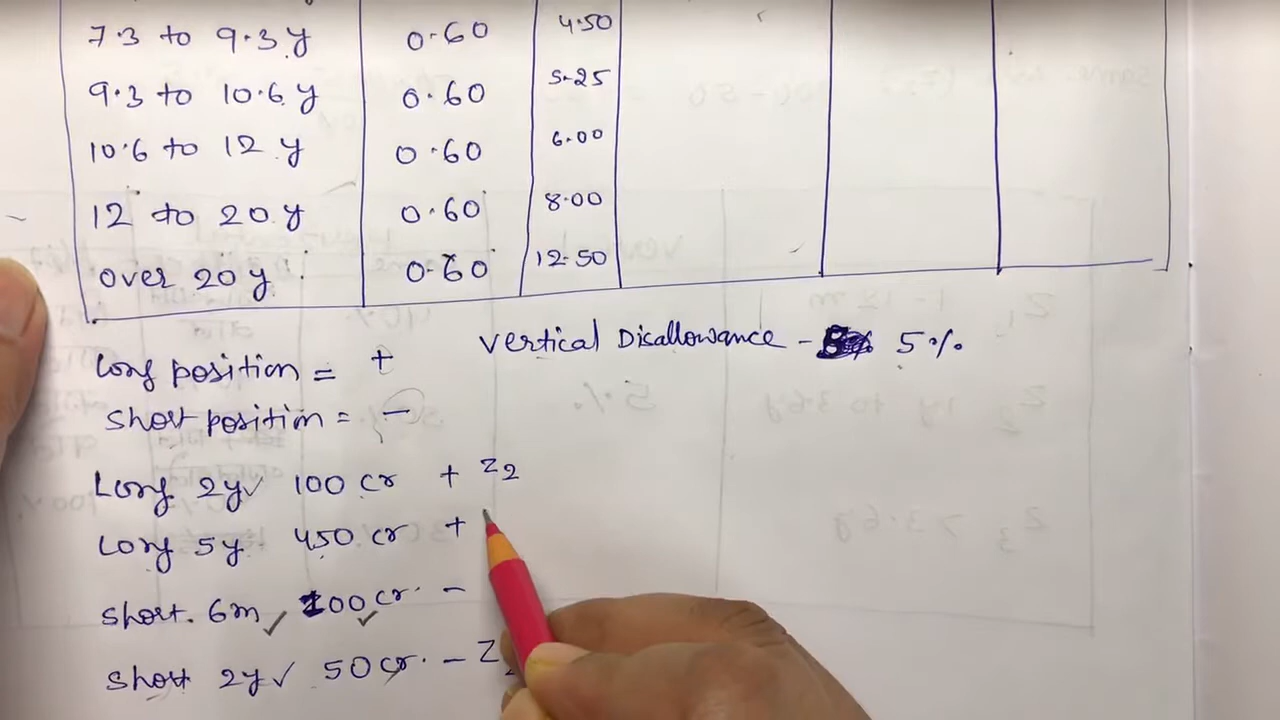 7.3 to 9.3 y 0.60 4.50
9.3 to 10.6 y 0.60 5.25
10.6 to 12 y 0.60 6.00
12 to 20 y 0.60 8.00
over 20 y 0.60 12.50
Vertical Disallowance - 5%
Long position = +
Short position = -
Long 2y ✓ 100 cr + Z2
Long 5y 450 cr +
Short. 6m ✓ 100 cr. ✓ -
Short 2y ✓ 50 cr. - Z